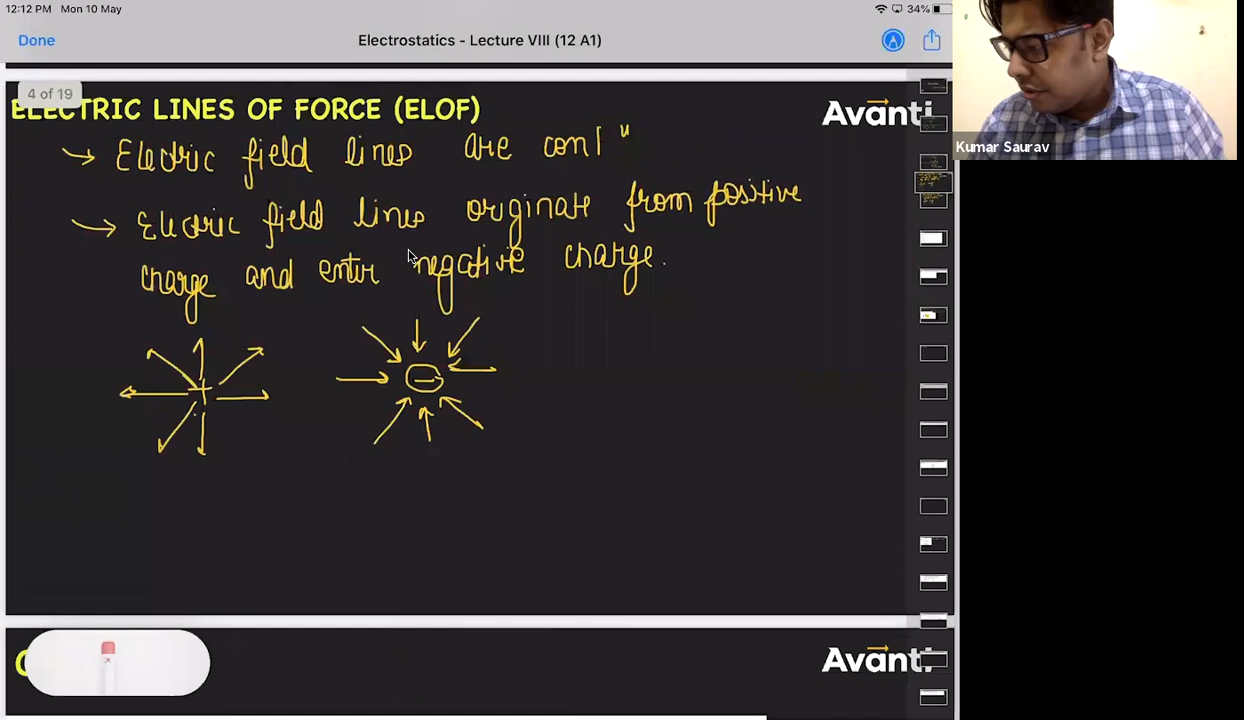 12:12 PM Mon 10 May
34%
Done
Electrostatics - Lecture VIII (12 A1)
4 of 19
ELECTRIC LINES OF FORCE (ELOF)
Avanti
→ Electric field lines are
→ Electric field lines originate from positive
charge and enter negative charge.
+
−
Kumar Saurav
Avanti